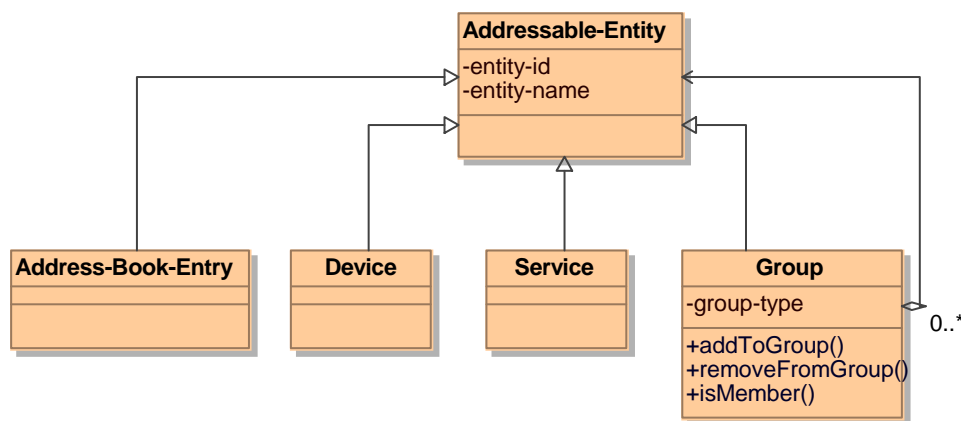 Addressable-Entity
-entity-id
-entity-name
Address-Book-Entry
Device
Service
Group
-group-type
0..*
+addToGroup()
+removeFromGroup()
+isMember()